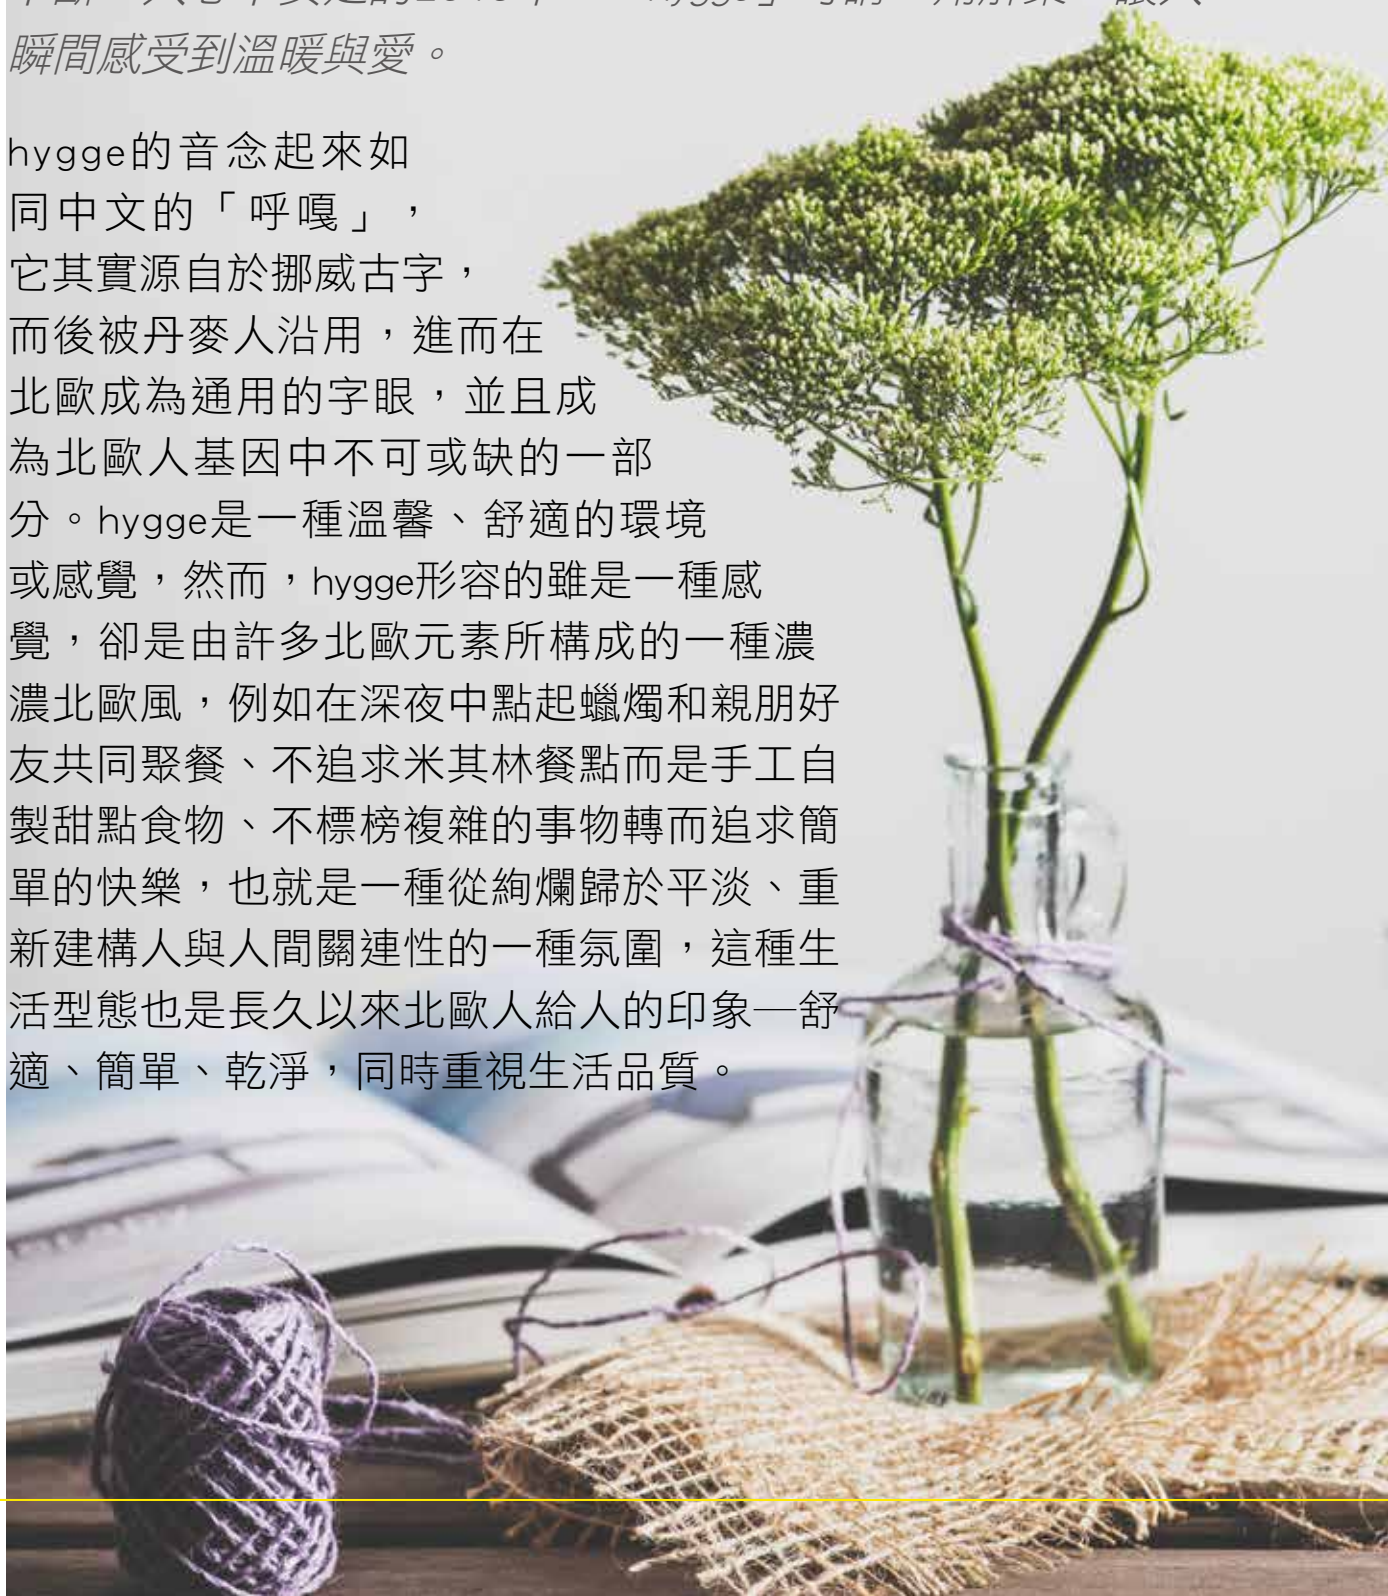 瞬間感受到溫暖與愛。
hygge的音念起來如
同中文的「呼嘎」，
它其實源自於挪威古字，
而後被丹麥人沿用，進而在
北歐成為通用的字眼，並且成
為北歐人基因中不可或缺的一部
分。hygge是一種溫馨、舒適的環境
或感覺，然而，hygge形容的雖是一種感
覺，卻是由許多北歐元素所構成的一種濃
濃北歐風，例如在深夜中點起蠟燭和親朋好
友共同聚餐、不追求米其林餐點而是手工自
製甜點食物、不標榜複雜的事物轉而追求簡
單的快樂，也就是一種從絢爛歸於平淡、重
新建構人與人間關連性的一種氛圍，這種生
活型態也是長久以來北歐人給人的印象—舒
適、簡單、乾淨，同時重視生活品質。